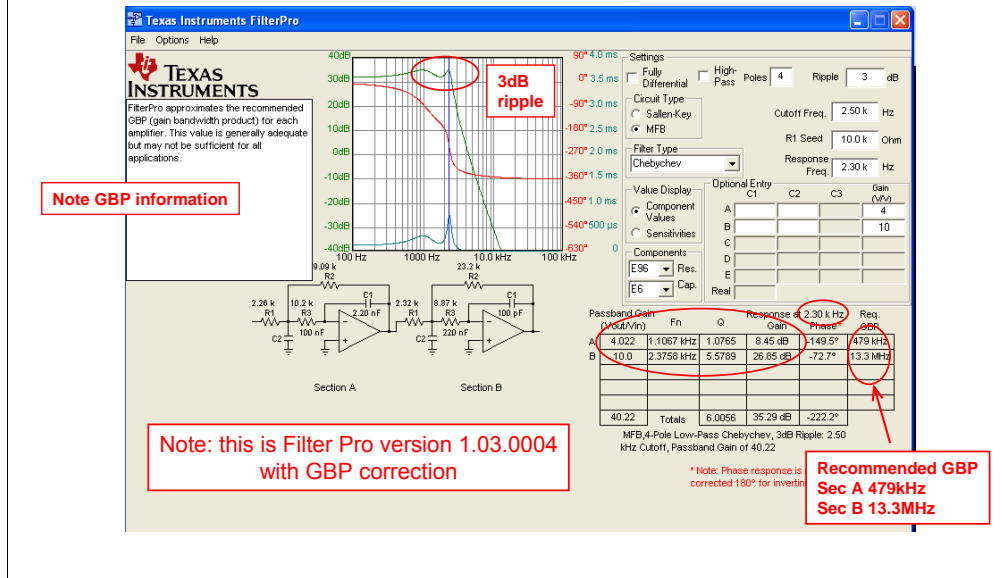 Texas Instruments FilterPro
File Options Help
TEXAS
INSTRUMENTS
FilterPro approximates the recommended
GBP (gain bandwidth product) for each
amplifier. This value is generally adequate
but may not be sufficient for all
applications.
Note GBP information
40dB
30dB
20dB
10dB
0dB
-10dB
-20dB
-30dB
-40dB
100 Hz 1000 Hz 10.0 kHz 100 kHz
90° 4.0 ms
0° 3.5 ms
-90° 3.0 ms
-180° 2.5 ms
-270° 2.0 ms
-360° 1.5 ms
-450° 1.0 ms
-540° 500 µs
-630° 0
3dB
ripple
Settings
Fully
Differential
High-
Pass
Poles 4
Ripple 3 dB
Circuit Type
Sallen-Key
MFB
Cutoff Freq. 2.50 k Hz
R1 Seed 10.0 k Ohm
Filter Type
Chebychev
Response
Freq. 2.30 k Hz
Value Display
Component
Values
Sensitivities
Components
E96 Res.
E6 Cap.
Optional Entry
C1 C2 C3 Gain
(V/V)
A 4
B 10
C
D
E
Real
9.09 k
R2
2.26 k
R1
10.2 k
R3
C1
2.20 nF
100 nF
C2
Section A
23.2 k
R2
2.32 k
R1
8.87 k
R3
C1
100 pF
220 nF
C2
Section B
Passband Gain
(Vout/Vin) Fn Q Response at 2.30 k Hz
Gain Phase* Req.
GBP
A 4.022 1.1067 kHz 1.0765 8.45 dB -149.5° 479 kHz
B 10.0 2.3758 kHz 5.5789 26.85 dB -72.7° 13.3 MHz
40.22 Totals 6.0056 35.29 dB -222.2°
MFB,4-Pole Low-Pass Chebychev, 3dB Ripple: 2.50
kHz Cutoff, Passband Gain of 40.22
* Note: Phase response is
corrected 180° for
Note: this is Filter Pro version 1.03.0004
with GBP correction
Recommended GBP
Sec A 479kHz
Sec B 13.3MHz